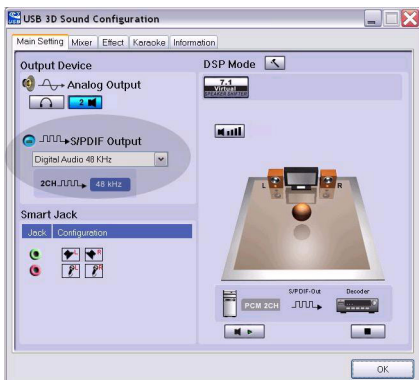 USB 3D Sound Configuration
Main Setting Mixer Effect Karaoke Information
Output Device
Analog Output
2
S/PDIF Output
Digital Audio 48 KHz
2CH 48 kHz
Smart Jack
Jack Configuration
L R
L R
DSP Mode
7.1
Virtual
SPEAKER SHIFTER
L R
S/PDIF-Out Decoder
PCM 2CH
OK